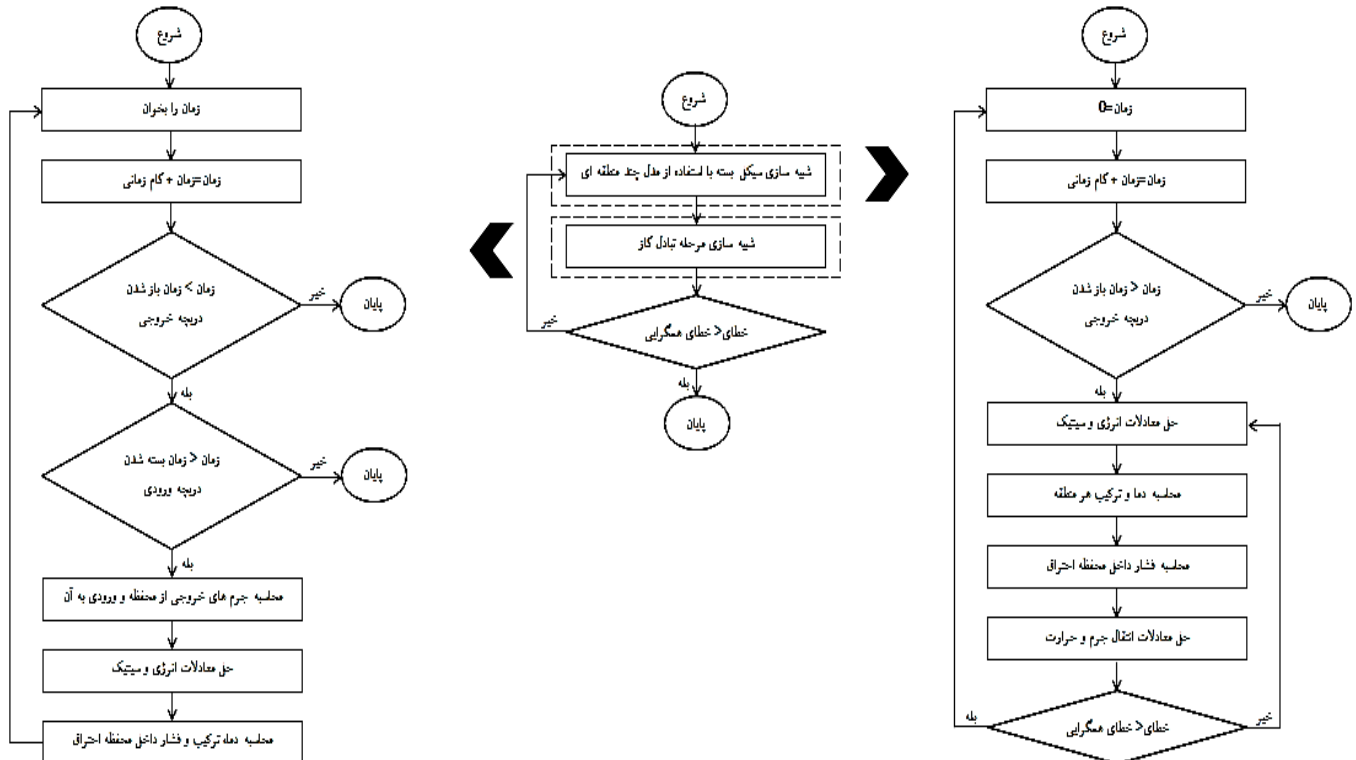 شروع
زمان=0
زمان=زمان + گام زمانی
زمان > زمان باز شدن
دریچه خروجی
خیر
پایان
بله
حل معادلات انرژی و سیتیک
محاسبه دما و ترکیب هر منطقه
محاسبه فشار داخل محفظه احتراق
حل معادلات انتقال جرم و حرارت
خطای> خطای همگرایی
خیر
بله
شروع
شبیه سازی سیکل بسته با استفاده از مدل چند منطقه ای
شبیه سازی مرحله تبادل گاز
خطای> خطای همگرایی
خیر
بله
پایان
شروع
زمان را بخوان
زمان=زمان + گام زمانی
زمان < زمان باز شدن
دریچه خروجی
خیر
پایان
بله
زمان > زمان بسته شدن
دریچه ورودی
خیر
پایان
بله
محاسبه جرم های خروجی از محفظه و ورودی به آن
حل معادلات انرژی و سیتیک
محاسبه دما، ترکیب و فشار داخل محفظه احتراق